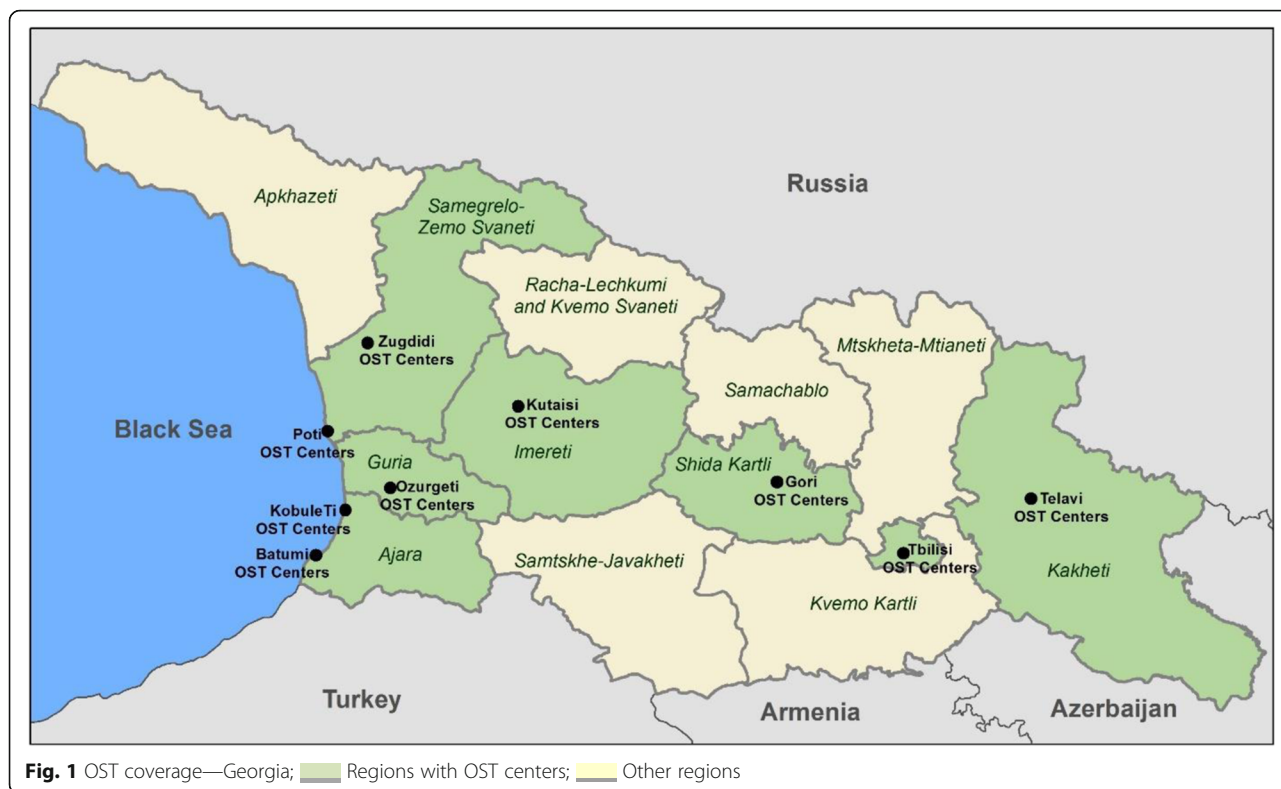 Russia
Apkhazeti
Samegrelo-
Zemo Svaneti
Racha-Lechkumi
and Kvemo Svaneti
Mtskheta-Mtianeti
Zugdidi
OST Centers
Samachablo
Kutaisi
OST Centers
Black Sea
Poti
OST Centers
Imereti
Guria
Shida Kartli
Ozurgeti
OST Centers
Gori
OST Centers
Telavi
OST Centers
KobuleTi
OST Centers
Batumi
OST Centers
Ajara
Samtskhe-Javakheti
Tbilisi
OST Centers
Kakheti
Kvemo Kartli
Turkey
Armenia
Azerbaijan
Fig. 1 OST coverage—Georgia; Regions with OST centers; Other regions